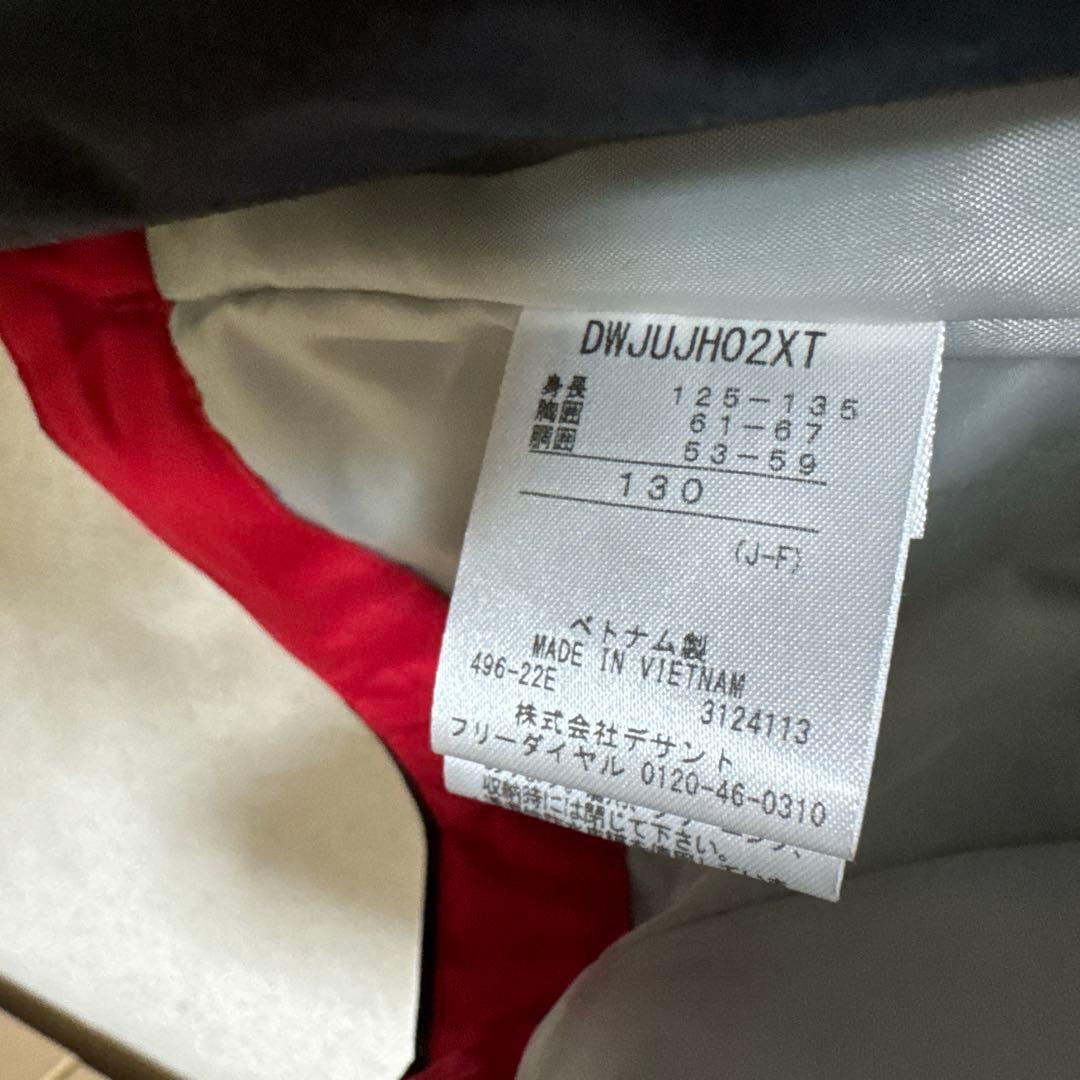 DWJUJH02XT
身長 125-135
胸囲 61-67
胴囲 53-59
130
(J-F)
ベトナム製
MADE IN VIETNAM
496-22E 3124113
株式会社デサント
フリーダイヤル 0120-46-0310
収納時には閉じて下さい。